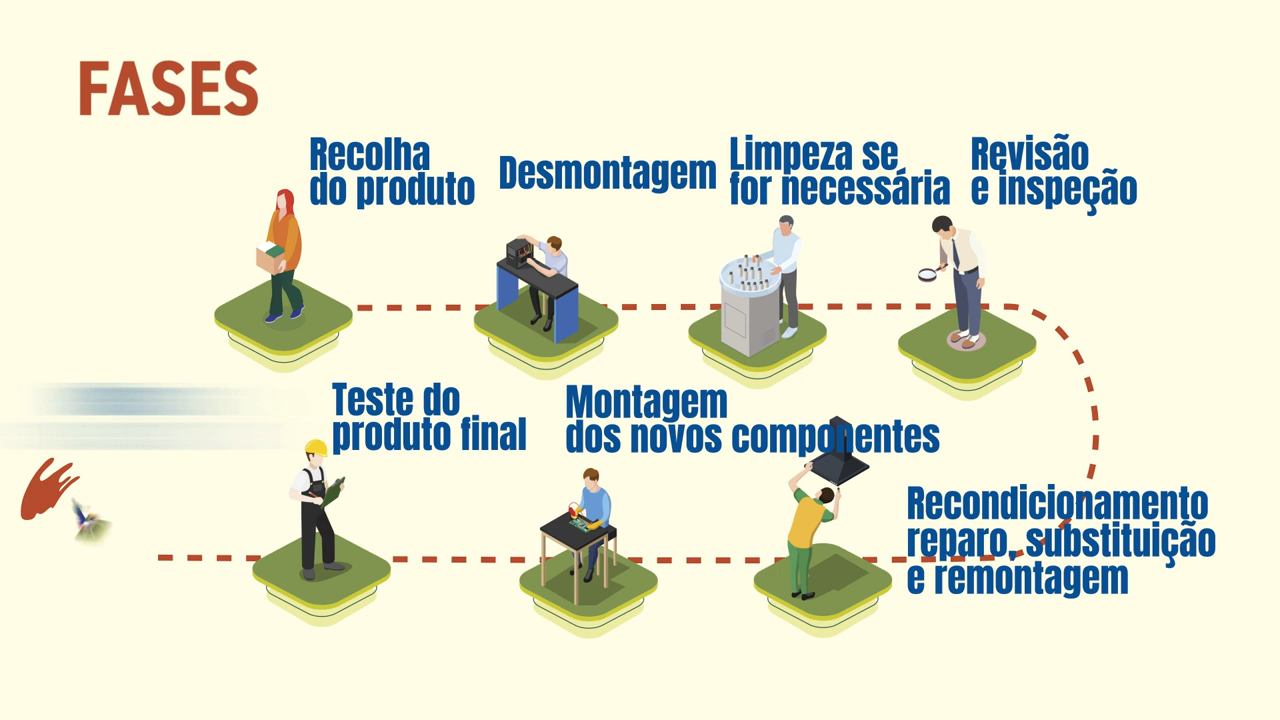 FASES
Recolha
do produto
Desmontagem
Limpeza se
for necessária
Revisão
e inspeção
Teste do
produto final
Montagem
dos novos componentes
Recondicionamento
reparo, substituição
e remontagem